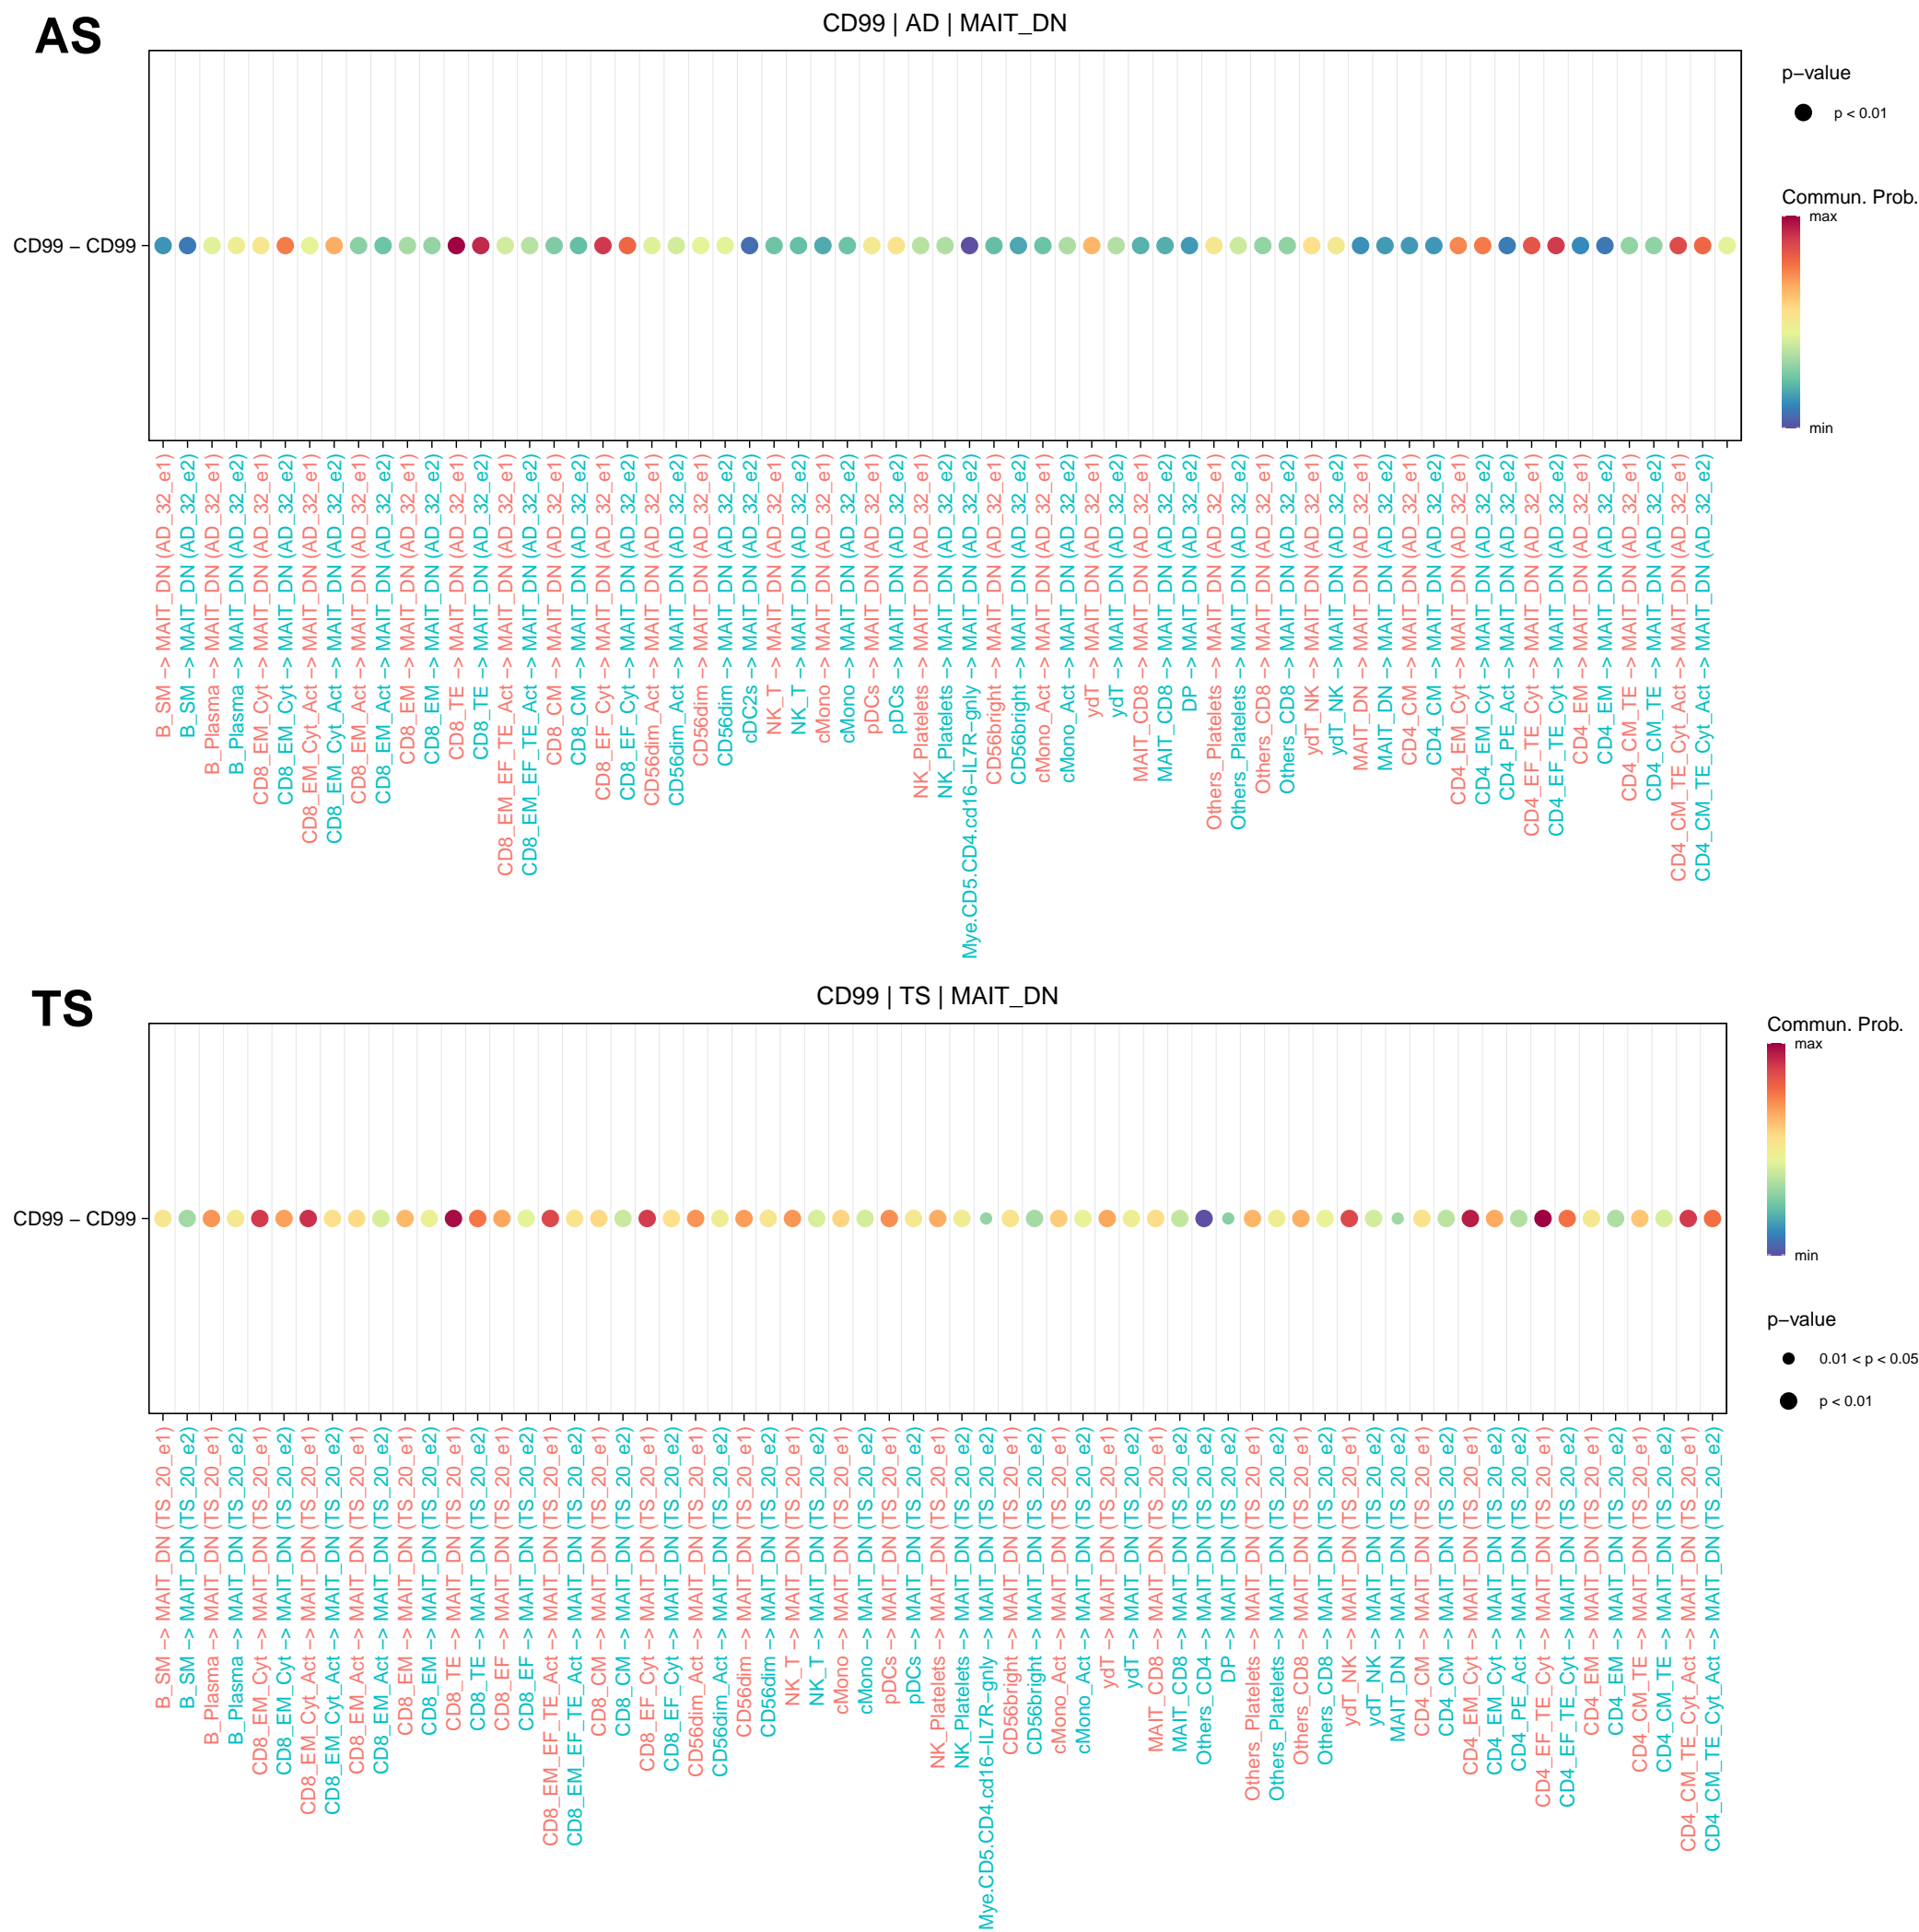 AS
CD99 | AD | MAIT_DN
CD99 – CD99
p−value
p < 0.01
Commun. Prob.
max
min
B_SM −> MAIT_DN (AD_32_e1)
B_SM −> MAIT_DN (AD_32_e2)
B_Plasma −> MAIT_DN (AD_32_e1)
B_Plasma −> MAIT_DN (AD_32_e2)
CD8_EM_Cyt −> MAIT_DN (AD_32_e1)
CD8_EM_Cyt −> MAIT_DN (AD_32_e2)
CD8_EM_Cyt_Act −> MAIT_DN (AD_32_e1)
CD8_EM_Cyt_Act −> MAIT_DN (AD_32_e2)
CD8_EM_Act −> MAIT_DN (AD_32_e1)
CD8_EM_Act −> MAIT_DN (AD_32_e2)
CD8_EM −> MAIT_DN (AD_32_e1)
CD8_EM −> MAIT_DN (AD_32_e2)
CD8_TE −> MAIT_DN (AD_32_e1)
CD8_TE −> MAIT_DN (AD_32_e2)
CD8_EM_EF_TE_Act −> MAIT_DN (AD_32_e1)
CD8_EM_EF_TE_Act −> MAIT_DN (AD_32_e2)
CD8_CM −> MAIT_DN (AD_32_e1)
CD8_CM −> MAIT_DN (AD_32_e2)
CD8_EF_Cyt −> MAIT_DN (AD_32_e1)
CD8_EF_Cyt −> MAIT_DN (AD_32_e2)
CD56dim_Act −> MAIT_DN (AD_32_e1)
CD56dim_Act −> MAIT_DN (AD_32_e2)
CD56dim −> MAIT_DN (AD_32_e1)
CD56dim −> MAIT_DN (AD_32_e2)
cDC2s −> MAIT_DN (AD_32_e2)
NK_T −> MAIT_DN (AD_32_e1)
NK_T −> MAIT_DN (AD_32_e2)
cMono −> MAIT_DN (AD_32_e1)
cMono −> MAIT_DN (AD_32_e2)
pDCs −> MAIT_DN (AD_32_e1)
pDCs −> MAIT_DN (AD_32_e2)
NK_Platelets −> MAIT_DN (AD_32_e1)
NK_Platelets −> MAIT_DN (AD_32_e2)
Mye.CD5.CD4.cd16−IL7R−gnly −> MAIT_DN (AD_32_e2)
CD56bright −> MAIT_DN (AD_32_e1)
CD56bright −> MAIT_DN (AD_32_e2)
cMono_Act −> MAIT_DN (AD_32_e1)
cMono_Act −> MAIT_DN (AD_32_e2)
ydT −> MAIT_DN (AD_32_e1)
ydT −> MAIT_DN (AD_32_e2)
MAIT_CD8 −> MAIT_DN (AD_32_e1)
MAIT_CD8 −> MAIT_DN (AD_32_e2)
DP −> MAIT_DN (AD_32_e2)
Others_Platelets −> MAIT_DN (AD_32_e1)
Others_Platelets −> MAIT_DN (AD_32_e2)
Others_CD8 −> MAIT_DN (AD_32_e1)
Others_CD8 −> MAIT_DN (AD_32_e2)
ydT_NK −> MAIT_DN (AD_32_e1)
ydT_NK −> MAIT_DN (AD_32_e2)
MAIT_DN −> MAIT_DN (AD_32_e1)
MAIT_DN −> MAIT_DN (AD_32_e2)
CD4_CM −> MAIT_DN (AD_32_e1)
CD4_CM −> MAIT_DN (AD_32_e2)
CD4_EM_Cyt −> MAIT_DN (AD_32_e1)
CD4_EM_Cyt −> MAIT_DN (AD_32_e2)
CD4_PE_Act −> MAIT_DN (AD_32_e2)
CD4_EF_TE_Cyt −> MAIT_DN (AD_32_e1)
CD4_EF_TE_Cyt −> MAIT_DN (AD_32_e2)
CD4_EM −> MAIT_DN (AD_32_e1)
CD4_EM −> MAIT_DN (AD_32_e2)
CD4_CM_TE −> MAIT_DN (AD_32_e1)
CD4_CM_TE −> MAIT_DN (AD_32_e2)
CD4_CM_TE_Cyt_Act −> MAIT_DN (AD_32_e1)
CD4_CM_TE_Cyt_Act −> MAIT_DN (AD_32_e2)
TS
CD99 | TS | MAIT_DN
CD99 – CD99
Commun. Prob.
max
min
p−value
0.01 < p < 0.05
p < 0.01
B_SM −> MAIT_DN (TS_20_e1)
B_SM −> MAIT_DN (TS_20_e2)
B_Plasma −> MAIT_DN (TS_20_e1)
B_Plasma −> MAIT_DN (TS_20_e2)
CD8_EM_Cyt −> MAIT_DN (TS_20_e1)
CD8_EM_Cyt −> MAIT_DN (TS_20_e2)
CD8_EM_Cyt_Act −> MAIT_DN (TS_20_e1)
CD8_EM_Cyt_Act −> MAIT_DN (TS_20_e2)
CD8_EM_Act −> MAIT_DN (TS_20_e1)
CD8_EM_Act −> MAIT_DN (TS_20_e2)
CD8_EM −> MAIT_DN (TS_20_e1)
CD8_EM −> MAIT_DN (TS_20_e2)
CD8_TE −> MAIT_DN (TS_20_e1)
CD8_TE −> MAIT_DN (TS_20_e2)
CD8_EF −> MAIT_DN (TS_20_e1)
CD8_EF −> MAIT_DN (TS_20_e2)
CD8_EM_EF_TE_Act −> MAIT_DN (TS_20_e1)
CD8_EM_EF_TE_Act −> MAIT_DN (TS_20_e2)
CD8_CM −> MAIT_DN (TS_20_e1)
CD8_CM −> MAIT_DN (TS_20_e2)
CD8_EF_Cyt −> MAIT_DN (TS_20_e1)
CD8_EF_Cyt −> MAIT_DN (TS_20_e2)
CD56dim_Act −> MAIT_DN (TS_20_e1)
CD56dim_Act −> MAIT_DN (TS_20_e2)
CD56dim −> MAIT_DN (TS_20_e1)
CD56dim −> MAIT_DN (TS_20_e2)
NK_T −> MAIT_DN (TS_20_e1)
NK_T −> MAIT_DN (TS_20_e2)
cMono −> MAIT_DN (TS_20_e1)
cMono −> MAIT_DN (TS_20_e2)
pDCs −> MAIT_DN (TS_20_e1)
pDCs −> MAIT_DN (TS_20_e2)
NK_Platelets −> MAIT_DN (TS_20_e1)
NK_Platelets −> MAIT_DN (TS_20_e2)
Mye.CD5.CD4.cd16−IL7R−gnly −> MAIT_DN (TS_20_e2)
CD56bright −> MAIT_DN (TS_20_e1)
CD56bright −> MAIT_DN (TS_20_e2)
cMono_Act −> MAIT_DN (TS_20_e1)
cMono_Act −> MAIT_DN (TS_20_e2)
ydT −> MAIT_DN (TS_20_e1)
ydT −> MAIT_DN (TS_20_e2)
MAIT_CD8 −> MAIT_DN (TS_20_e1)
MAIT_CD8 −> MAIT_DN (TS_20_e2)
Others_CD4 −> MAIT_DN (TS_20_e2)
DP −> MAIT_DN (TS_20_e2)
Others_Platelets −> MAIT_DN (TS_20_e1)
Others_Platelets −> MAIT_DN (TS_20_e2)
Others_CD8 −> MAIT_DN (TS_20_e1)
Others_CD8 −> MAIT_DN (TS_20_e2)
ydT_NK −> MAIT_DN (TS_20_e1)
ydT_NK −> MAIT_DN (TS_20_e2)
MAIT_DN −> MAIT_DN (TS_20_e2)
CD4_CM −> MAIT_DN (TS_20_e1)
CD4_CM −> MAIT_DN (TS_20_e2)
CD4_EM_Cyt −> MAIT_DN (TS_20_e1)
CD4_EM_Cyt −> MAIT_DN (TS_20_e2)
CD4_PE_Act −> MAIT_DN (TS_20_e2)
CD4_EF_TE_Cyt −> MAIT_DN (TS_20_e1)
CD4_EF_TE_Cyt −> MAIT_DN (TS_20_e2)
CD4_EM −> MAIT_DN (TS_20_e1)
CD4_EM −> MAIT_DN (TS_20_e2)
CD4_CM_TE −> MAIT_DN (TS_20_e1)
CD4_CM_TE −> MAIT_DN (TS_20_e2)
CD4_CM_TE_Cyt_Act −> MAIT_DN (TS_20_e1)
CD4_CM_TE_Cyt_Act −> MAIT_DN (TS_20_e2)